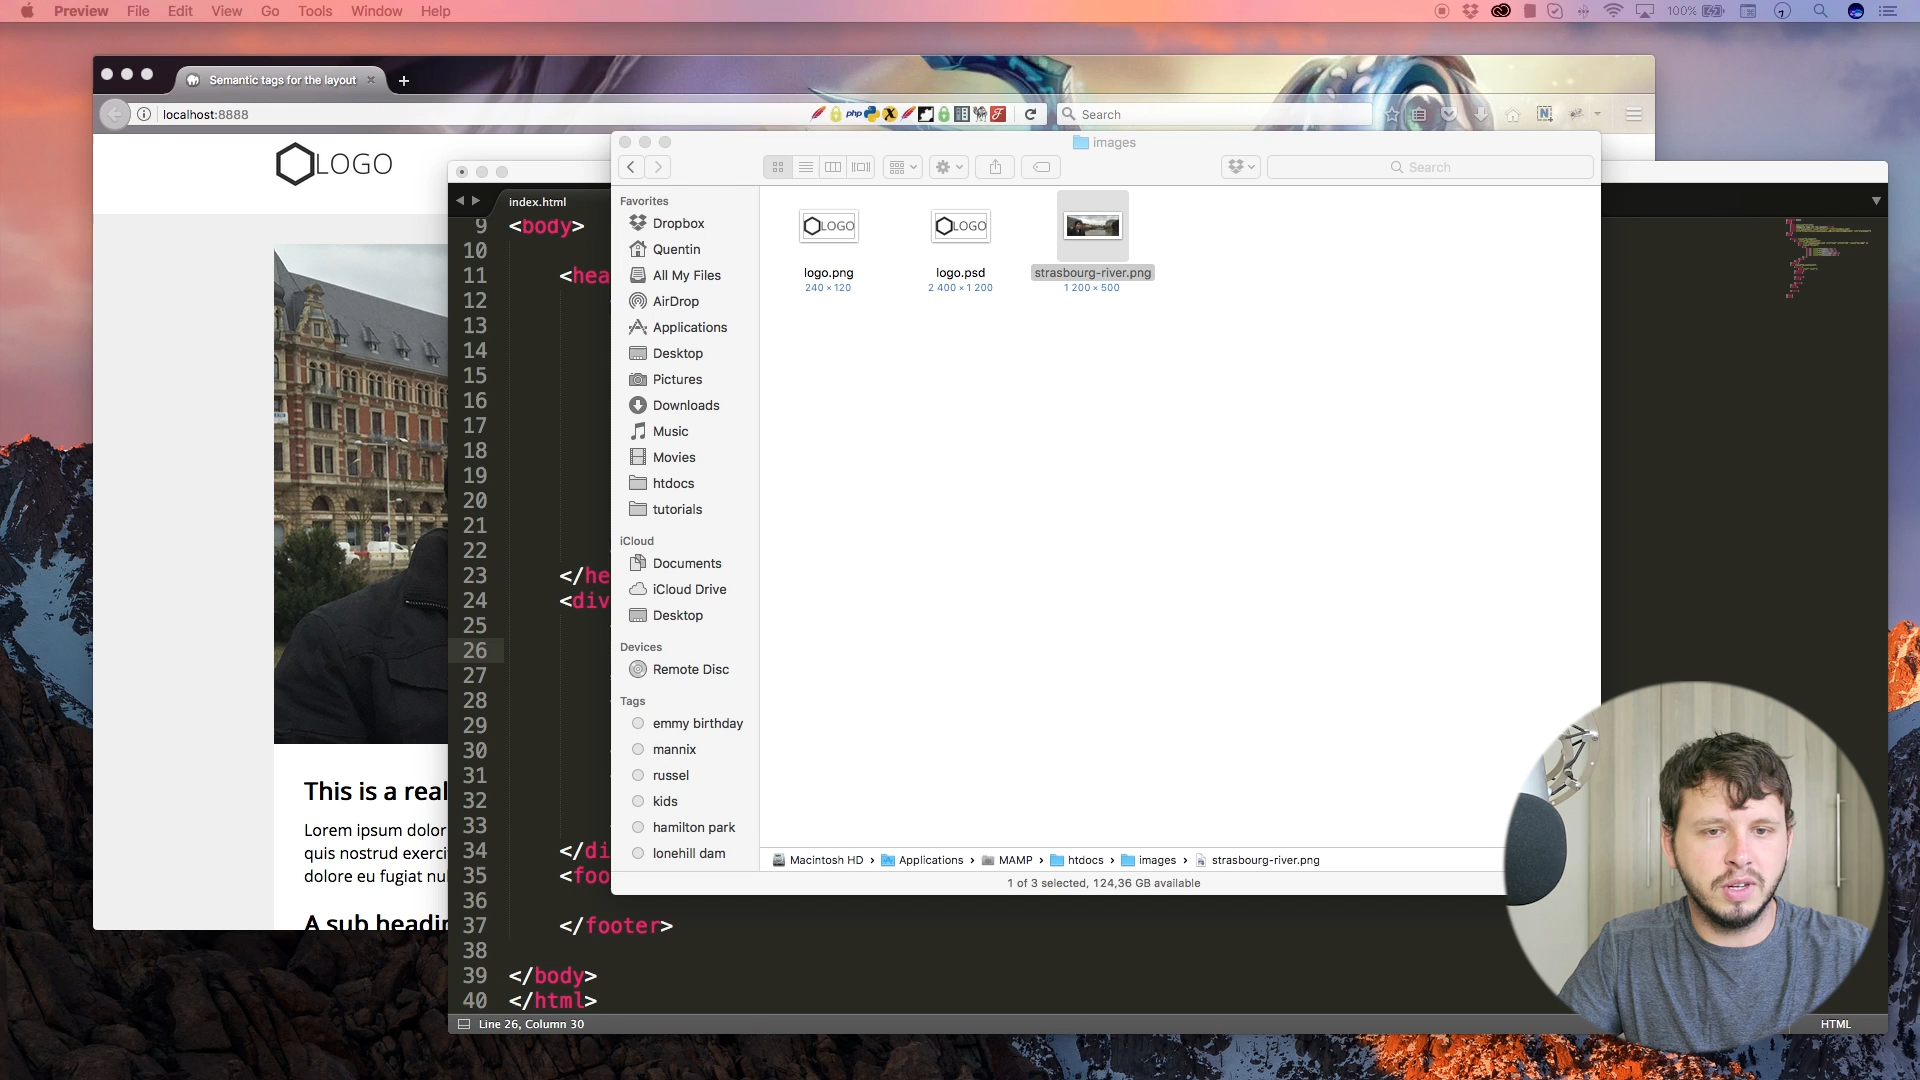 Preview File Edit View Go Tools Window Help
100%
Semantic tags for the layout
localhost:8888
php
Search
LOGO
images
Search
index.html
Favorites
Dropbox
Quentin
All My Files
AirDrop
Applications
Desktop
Pictures
Downloads
Music
Movies
htdocs
tutorials
iCloud
Documents
iCloud Drive
Desktop
Devices
Remote Disc
Tags
emmy birthday
mannix
russel
kids
hamilton park
lonehill dam
LOGO
LOGO
logo.png
logo.psd
strasbourg-river.png
240 × 120
2 400 × 1 200
1 200 × 500
Macintosh HD › Applications › MAMP › htdocs › images › strasbourg-river.png
1 of 3 selected, 124,36 GB available
9 <body>
10
11 <hea
12
13
14
15
16
17
18
19
20
21
22
23 </he
24 <div
25
26
27
28
29
30
31
32
33
34 </di
35 <foo
36
37 </footer>
38
39 </body>
40 </html>
Line 26, Column 30
HTML
This is a real
Lorem ipsum dolor
quis nostrud exerci
dolore eu fugiat nu
A sub headin